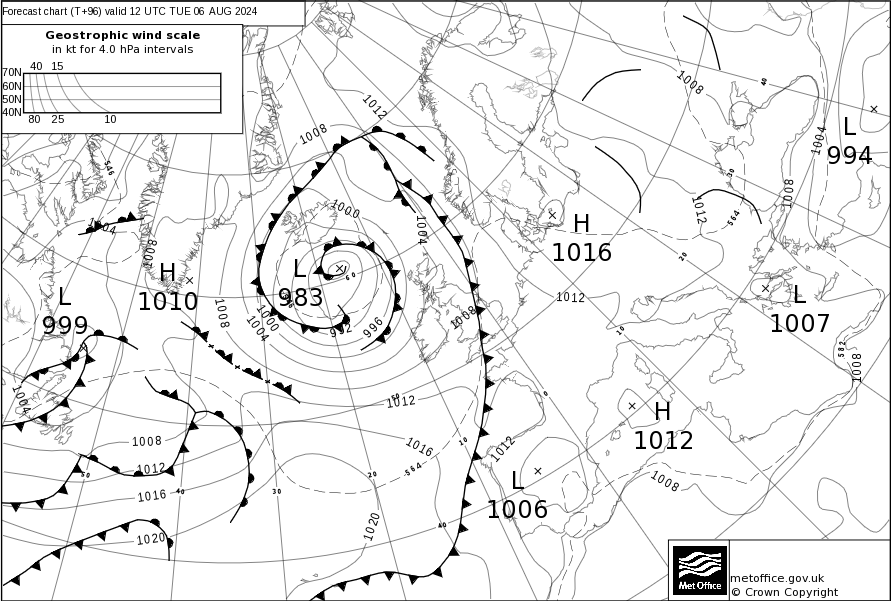 Forecast chart (T+96) valid 12 UTC TUE 06 AUG 2024
Geostrophic wind scale
in kt for 4.0 hPa intervals
40 15
70N
60N
50N
40N
80 25 10
546
1012
1008
1008
40
L
994
1004
1000
1004
1004
1008
30
1012
564
1008
H
1016
20
H
1010
L
983
60
L
999
1008
1000
1004
992
996
1008
1012
10
L
1007
582
1008
1004
0
50
1012
H
1012
1008
1012
1016
50
40
30
20
564
1016
10
1012
L
1006
1008
1020
1020
40
Met Office
metoffice.gov.uk
© Crown Copyright